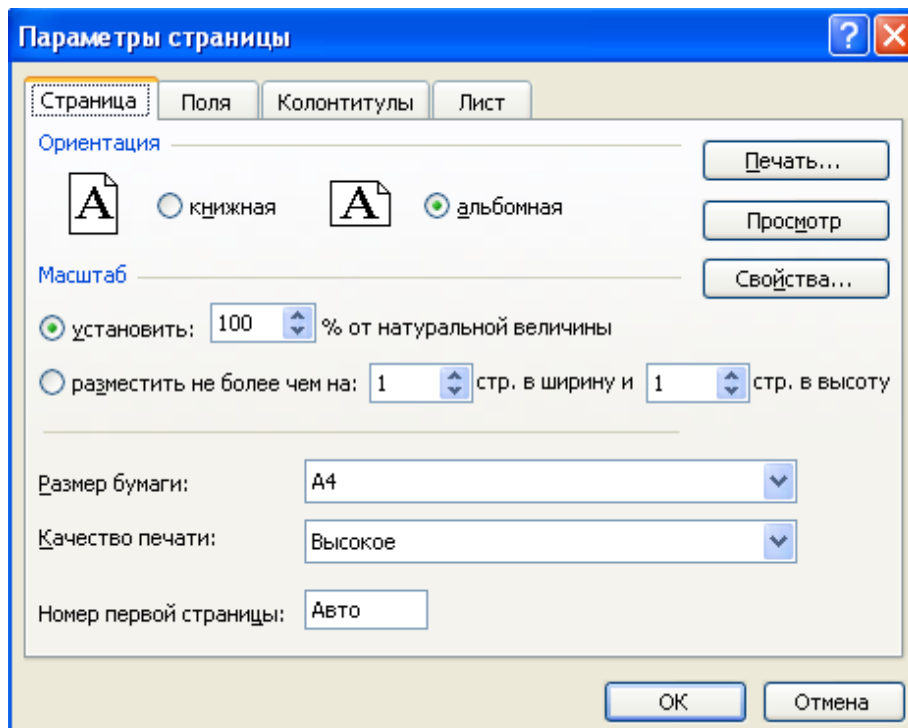 Параметры страницы
Страница Поля Колонтитулы Лист
Ориентация
Печать...
A книжная A альбомная
Просмотр
Масштаб
Свойства...
установить: 100 % от натуральной величины
разместить не более чем на: 1 стр. в ширину и 1 стр. в высоту
Размер бумаги: A4
Качество печати: Высокое
Номер первой страницы: Авто
ОК Отмена